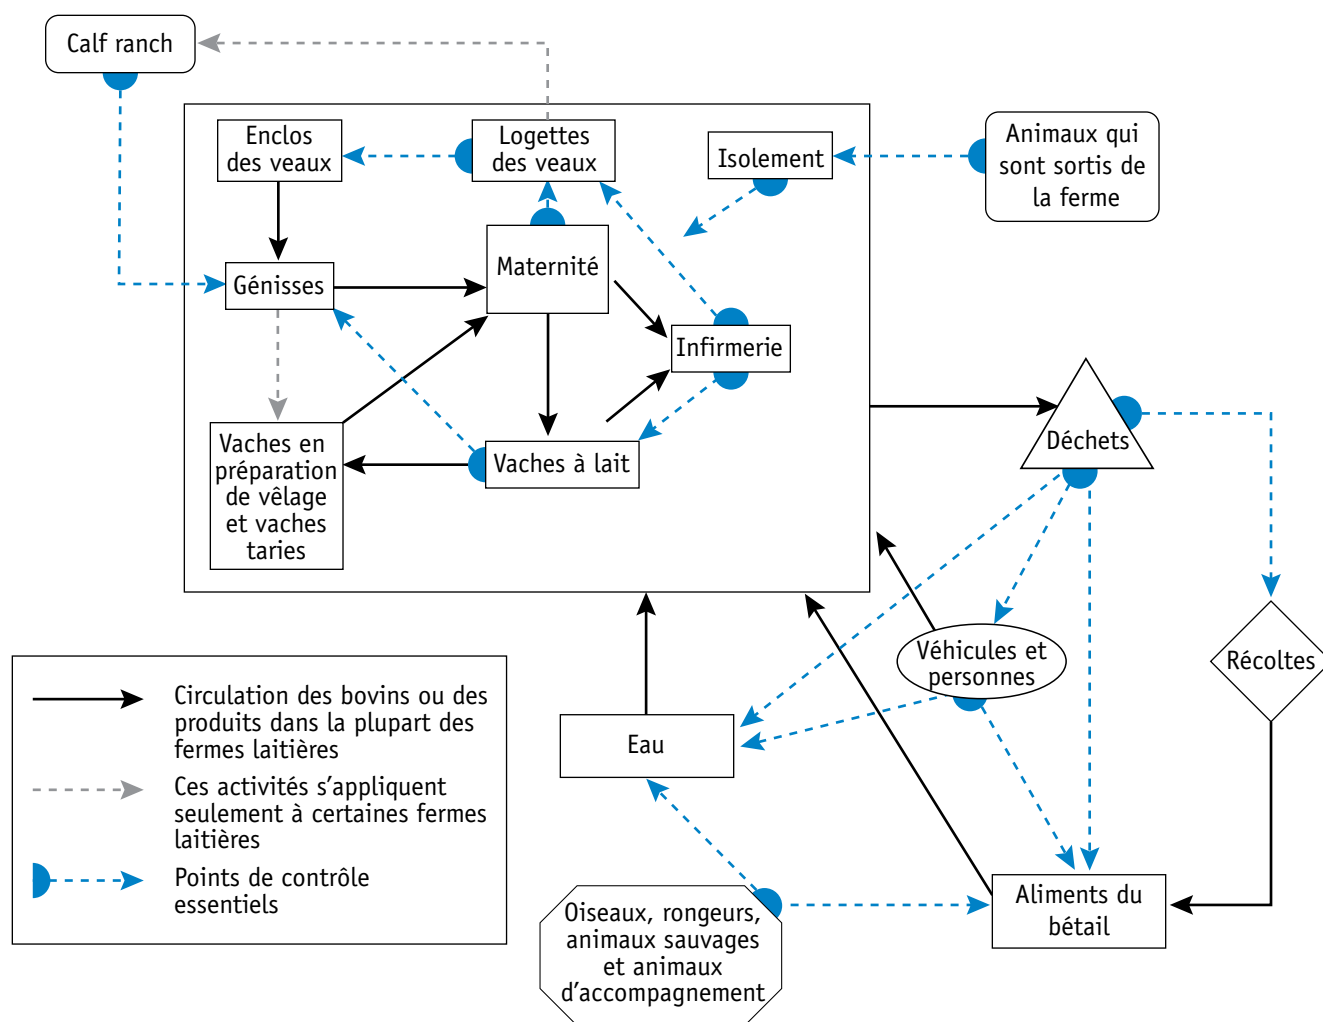 Calf ranch
Enclos
des veaux
Logettes
des veaux
Isolement
Animaux qui
sont sortis de
la ferme
Génisses
Maternité
Infirmerie
Vaches en
préparation
de vêlage
et vaches
taries
Vaches à lait
Déchets
Véhicules et
personnes
Récoltes
Eau
Oiseaux, rongeurs,
animaux sauvages
et animaux
d'accompagnement
Aliments du
bétail
Circulation des bovins ou des
produits dans la plupart des
fermes laitières
Ces activités s'appliquent
seulement à certaines fermes
laitières
Points de contrôle
essentiels